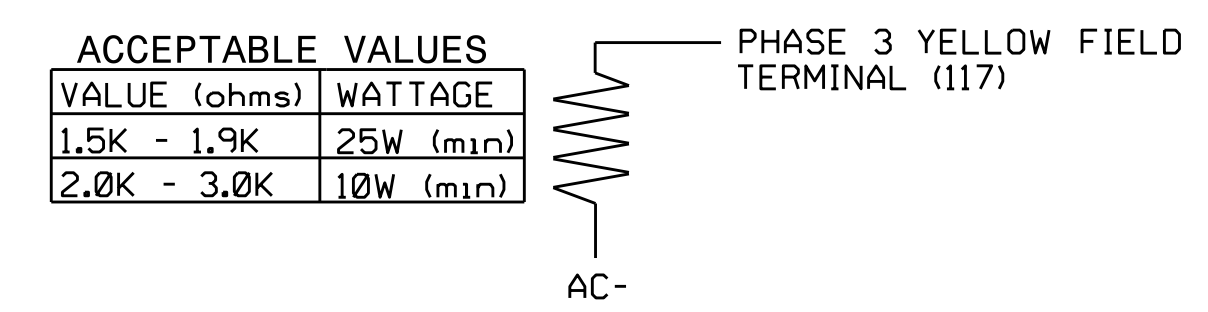 ACCEPTABLE VALUES
VALUE (ohms) WATTAGE
1.5K - 1.9K 25W (min)
2.0K - 3.0K 10W (min)
PHASE 3 YELLOW FIELD
TERMINAL (117)
AC-